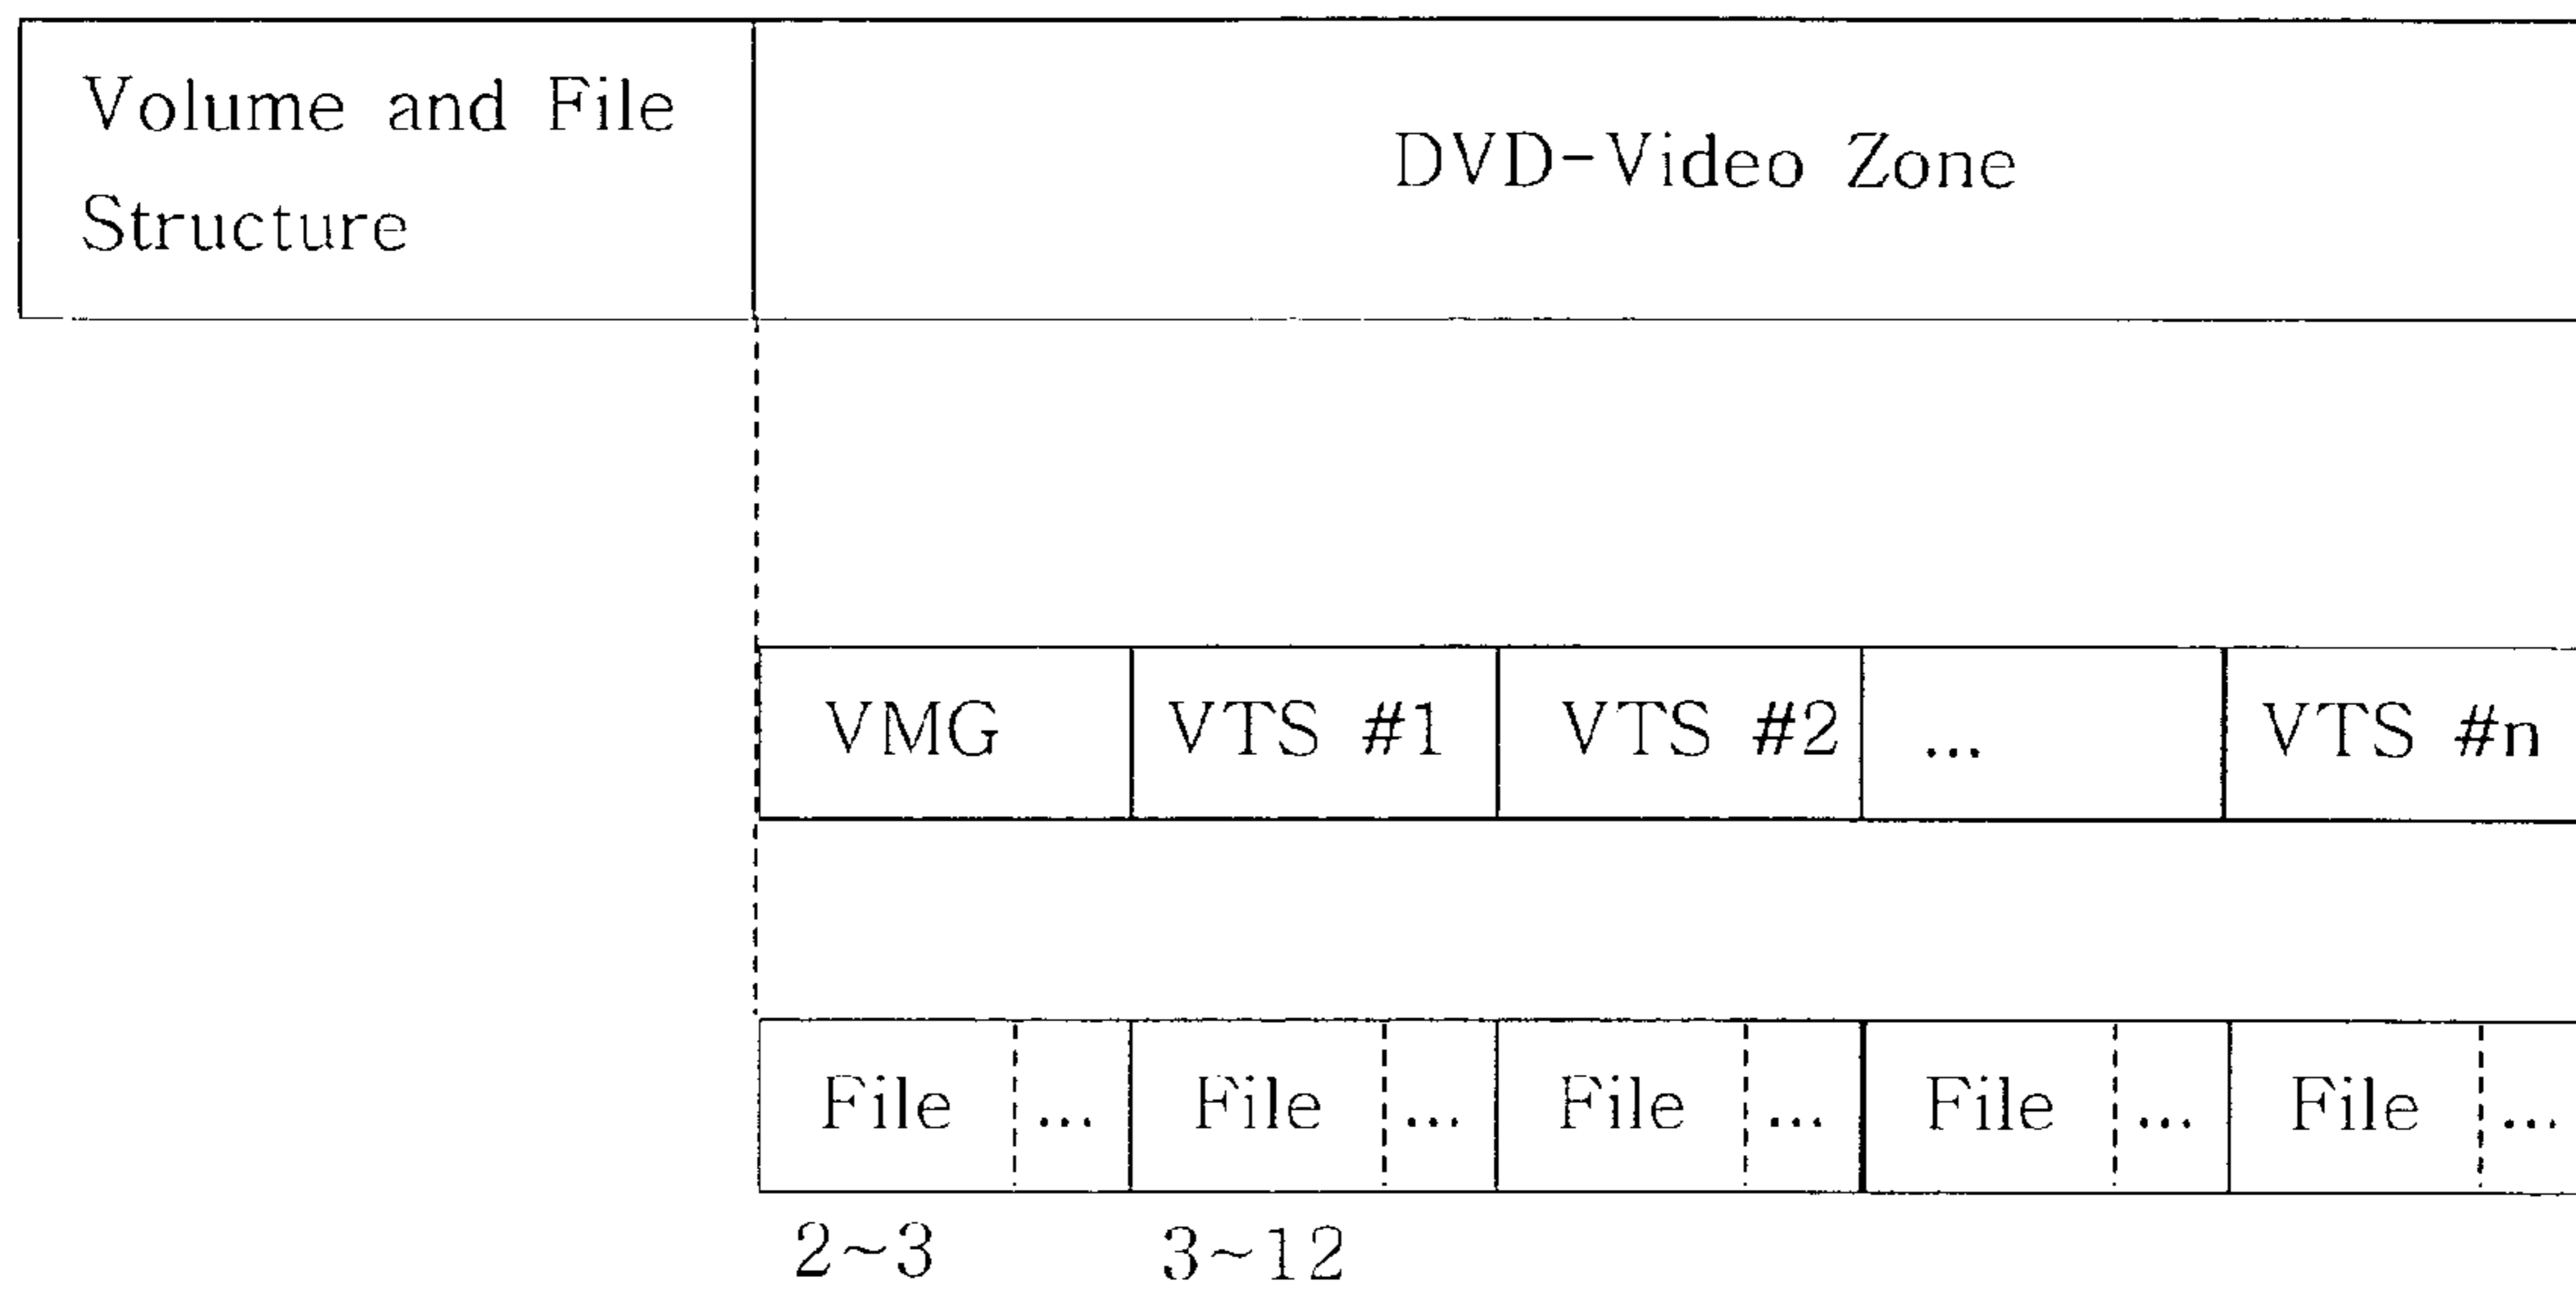 Volume and File
Structure
DVD-Video Zone
VMG
VTS #1
VTS #2
...
VTS #n
File
...
File
...
File
...
File
...
File
...
2~3
3~12